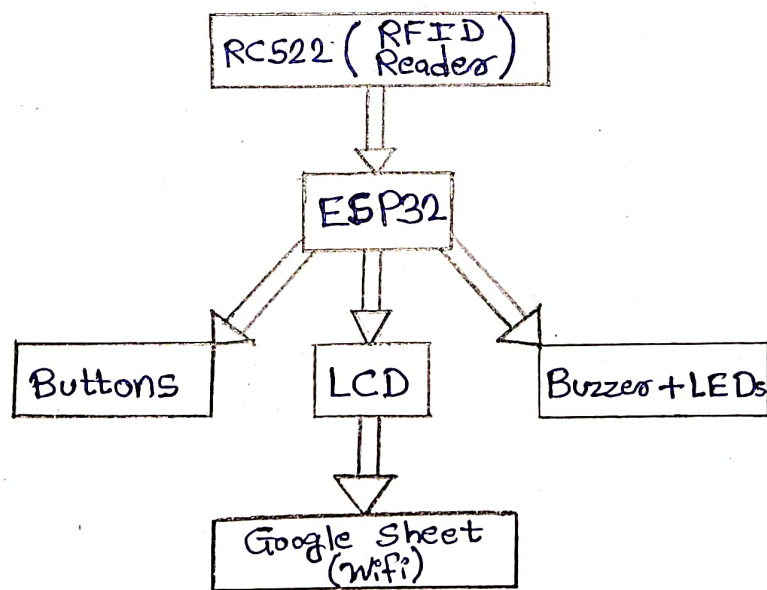 RC522 (RFID Reader)
ESP32
Buttons
LCD
Buzzer + LEDs
Google Sheet
(Wifi)